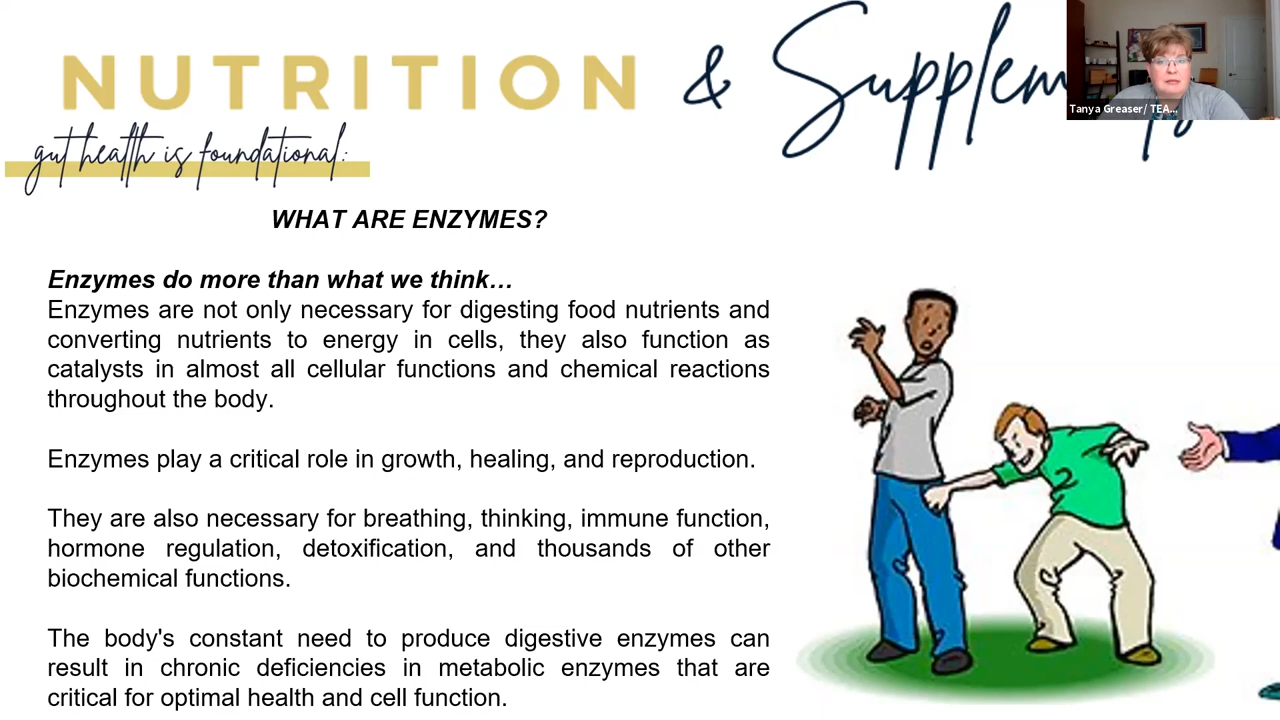 NUTRITION & Supplem
Tanya Greaser/ TEA...
gut health is foundational:
WHAT ARE ENZYMES?
Enzymes do more than what we think…
Enzymes are not only necessary for digesting food nutrients and
converting nutrients to energy in cells, they also function as
catalysts in almost all cellular functions and chemical reactions
throughout the body.
Enzymes play a critical role in growth, healing, and reproduction.
They are also necessary for breathing, thinking, immune function,
hormone regulation, detoxification, and thousands of other
biochemical functions.
The body's constant need to produce digestive enzymes can
result in chronic deficiencies in metabolic enzymes that are
critical for optimal health and cell function.